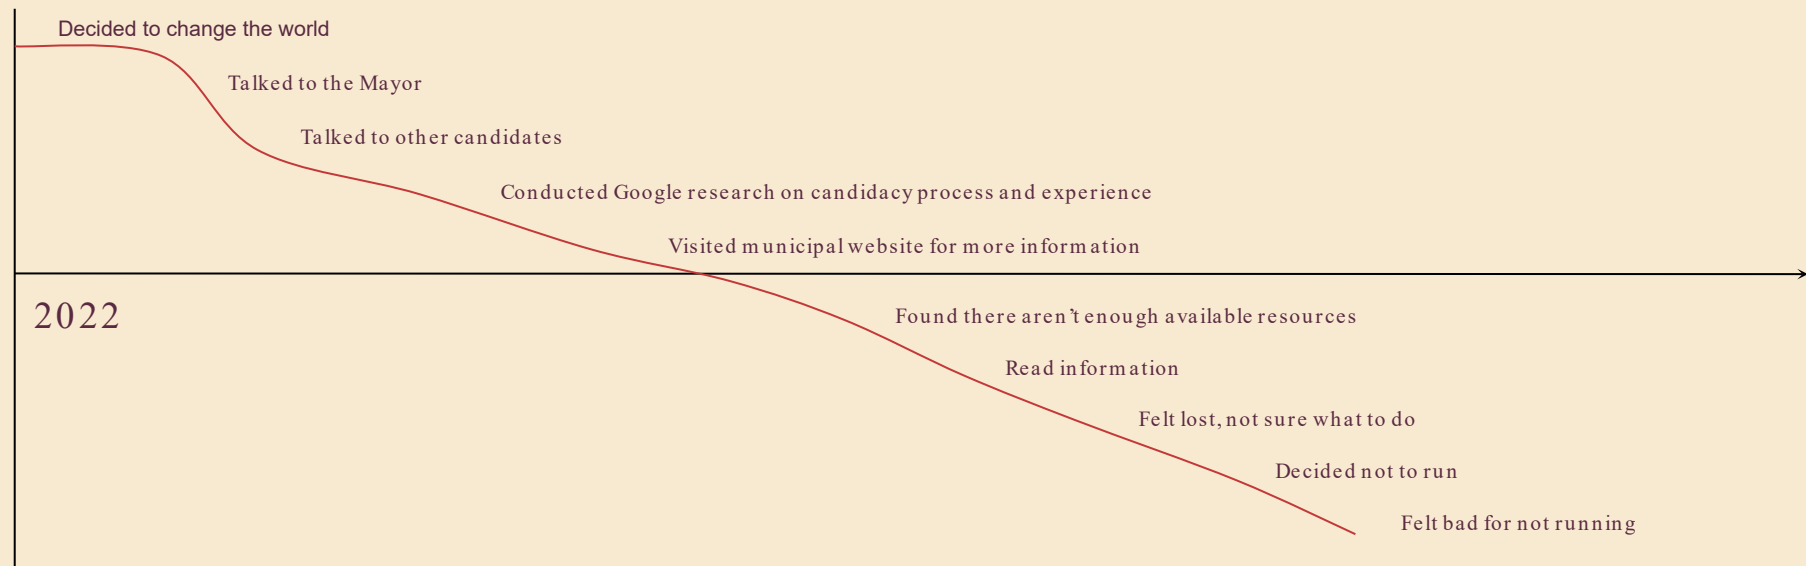 Decided to change the world
Talked to the Mayor
Talked to other candidates
Conducted Google research on candidacy process and experience
Visited municipal website for more information
2022
Found there aren’t enough available resources
Read information
Felt lost, not sure what to do
Decided not to run
Felt bad for not running